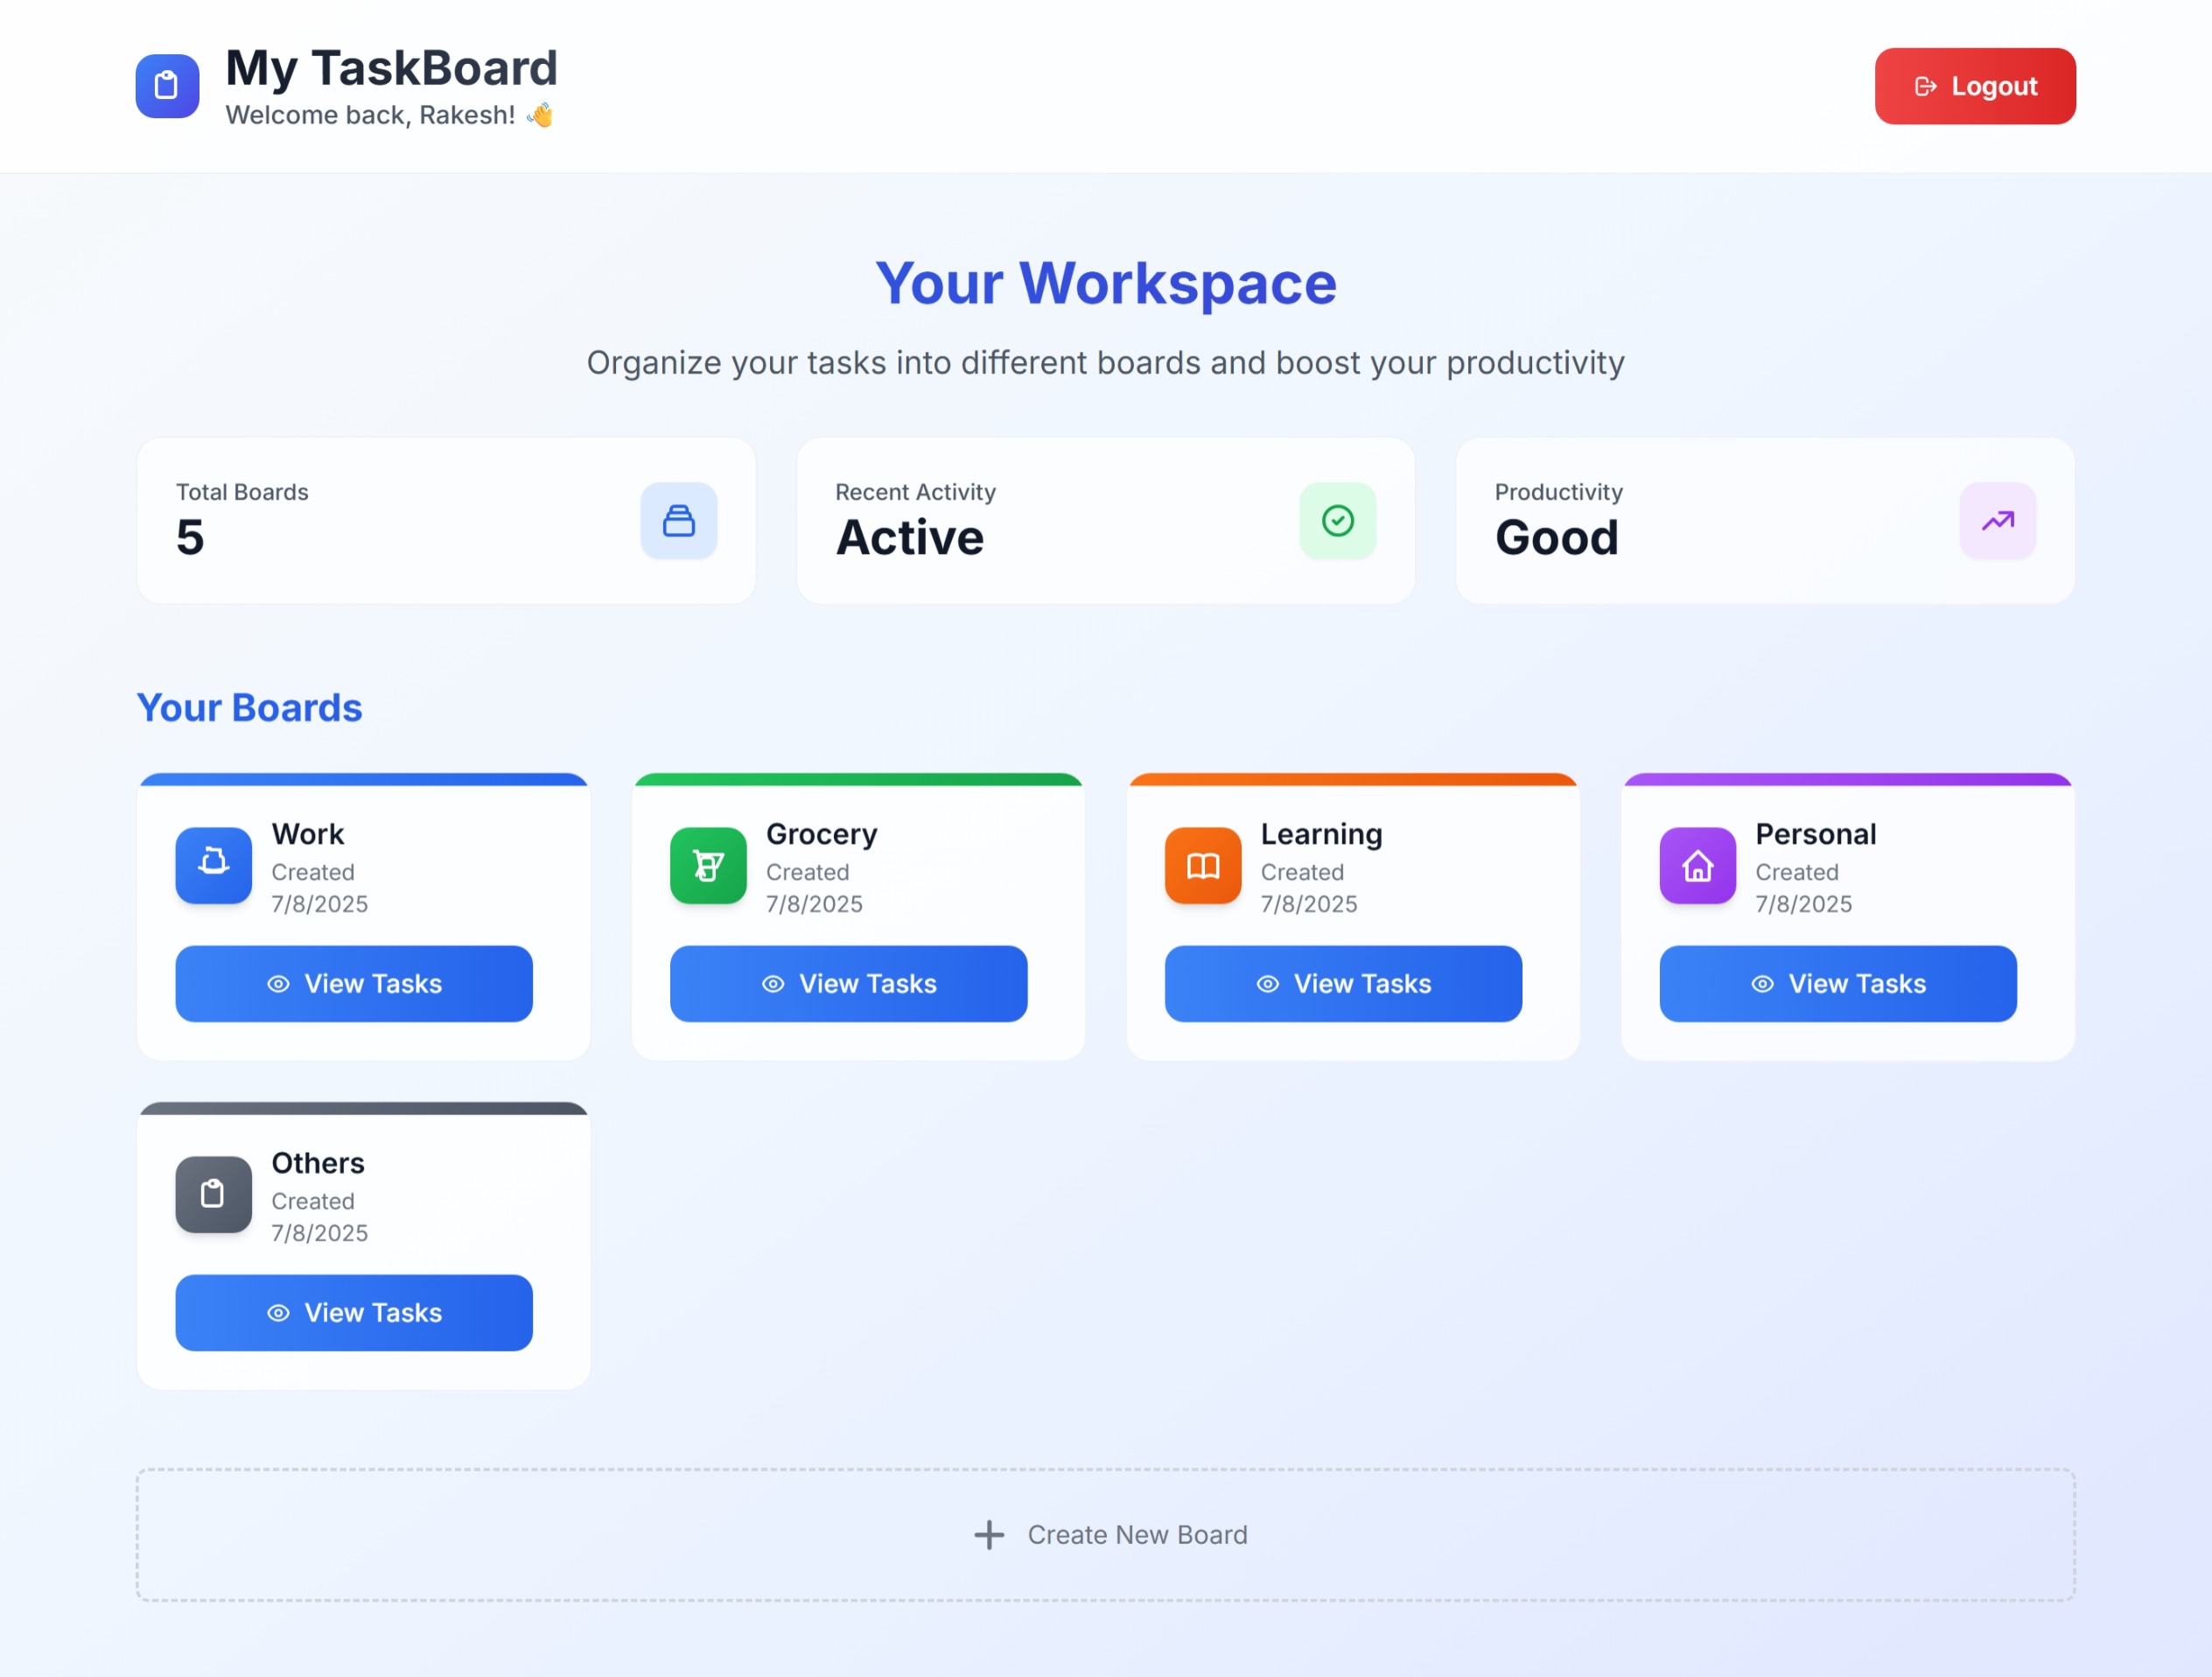 My TaskBoard
Welcome back, Rakesh! 👋
Logout
Your Workspace
Organize your tasks into different boards and boost your productivity
Total Boards
5
Recent Activity
Active
Productivity
Good
Your Boards
Work
Created
7/8/2025
View Tasks
Grocery
Created
7/8/2025
View Tasks
Learning
Created
7/8/2025
View Tasks
Personal
Created
7/8/2025
View Tasks
Others
Created
7/8/2025
View Tasks
Create New Board